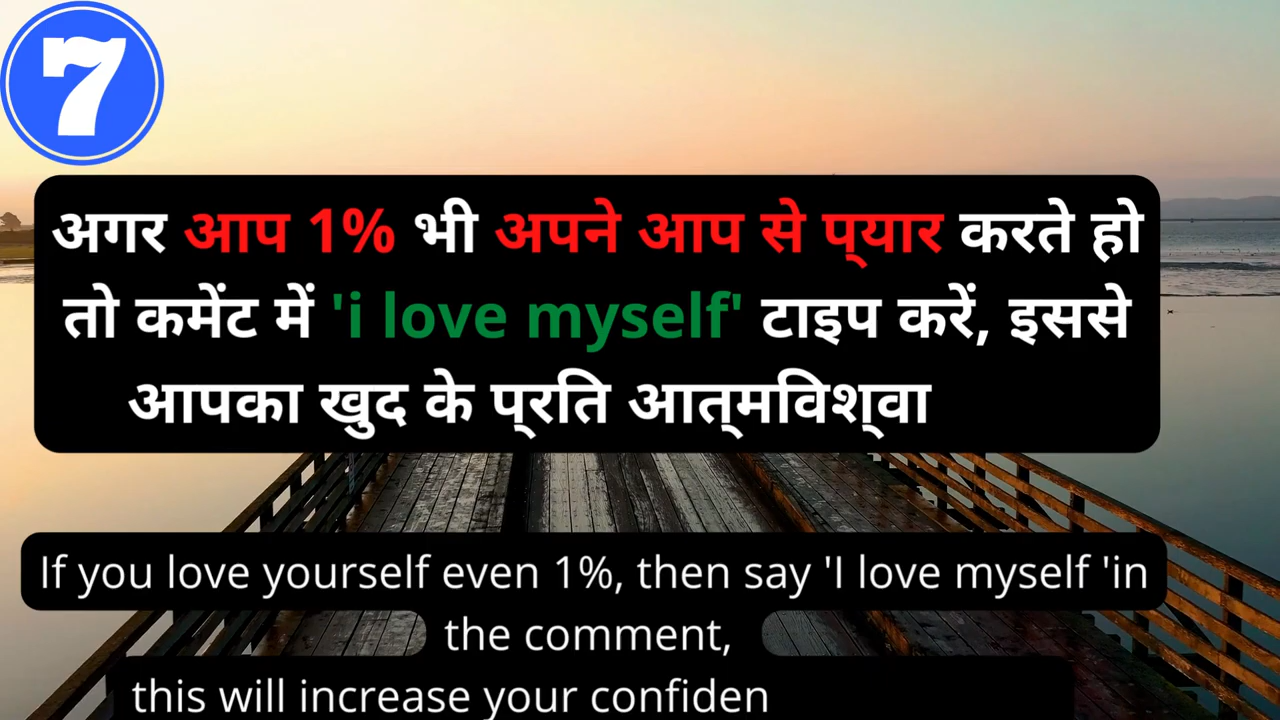 7
अगर आप 1% भी अपने आप से प्यार करते हो
तो कमेंट में 'i love myself' टाइप करें, इससे
आपका खुद के प्रति आत्मविश्वा
If you love yourself even 1%, then say 'I love myself 'in
the comment,
this will increase your confiden